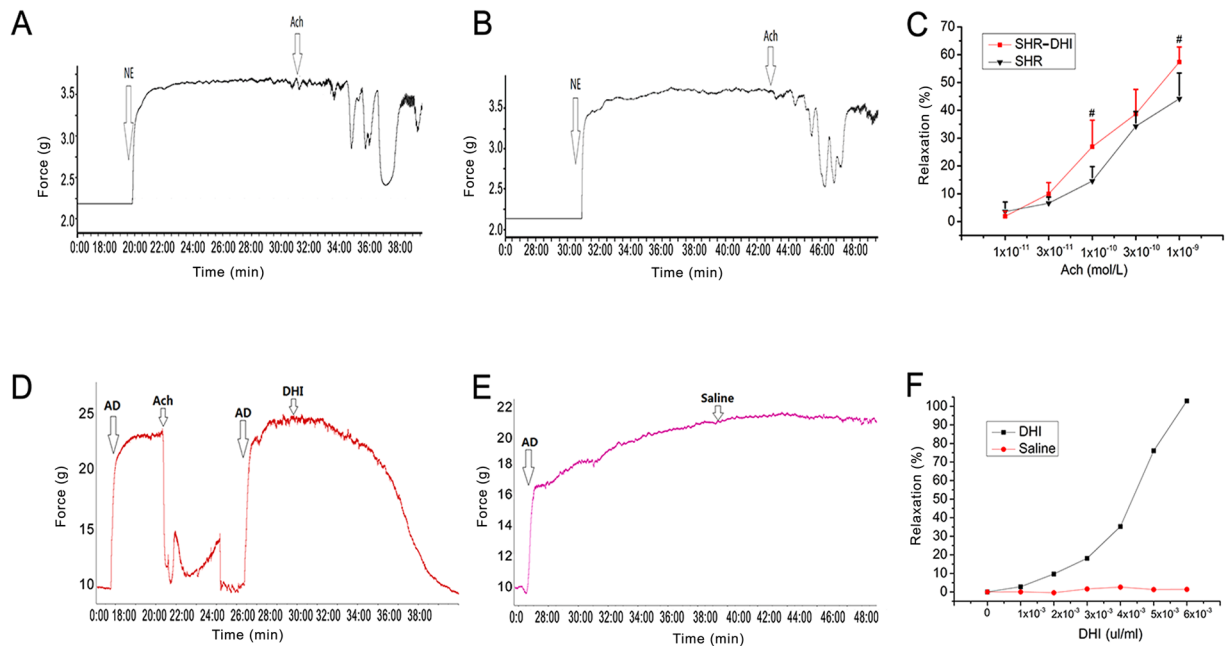 A
NE
Ach
3.5
3.0
2.5
2.0
Force (g)
0:00 18:00 20:00 22:00 24:00 26:00 28:00 30:00 32:00 34:00 36:00 38:00
Time (min)
B
NE
Ach
3.5
3.0
2.5
2.0
Force (g)
0:0 28:00 30:00 32:00 34:00 36:00 38:00 40:00 42:00 44:00 46:00 48:00
Time (min)
C
SHR-DHI
SHR
#
#
70
60
50
40
30
20
10
0
Relaxation (%)
1x10⁻¹¹ 3x10⁻¹¹ 1x10⁻¹⁰ 3x10⁻¹⁰ 1x10⁻⁹
Ach (mol/L)
D
AD
Ach
AD
DHI
25
20
15
10
Force (g)
0:00 18:00 20:00 22:00 24:00 26:00 28:00 30:00 32:00 34:00 36:00 38:00
Time (min)
E
AD
Saline
22
20
18
16
14
12
10
Force (g)
0:0 28:00 30:00 32:00 34:00 36:00 38:00 40:00 42:00 44:00 46:00 48:00
Time (min)
F
DHI
Saline
100
90
80
70
60
50
40
30
20
10
0
Relaxation (%)
0 1x10⁻³ 2x10⁻³ 3x10⁻³ 4x10⁻³ 5x10⁻³ 6x10⁻³
DHI (ul/ml)